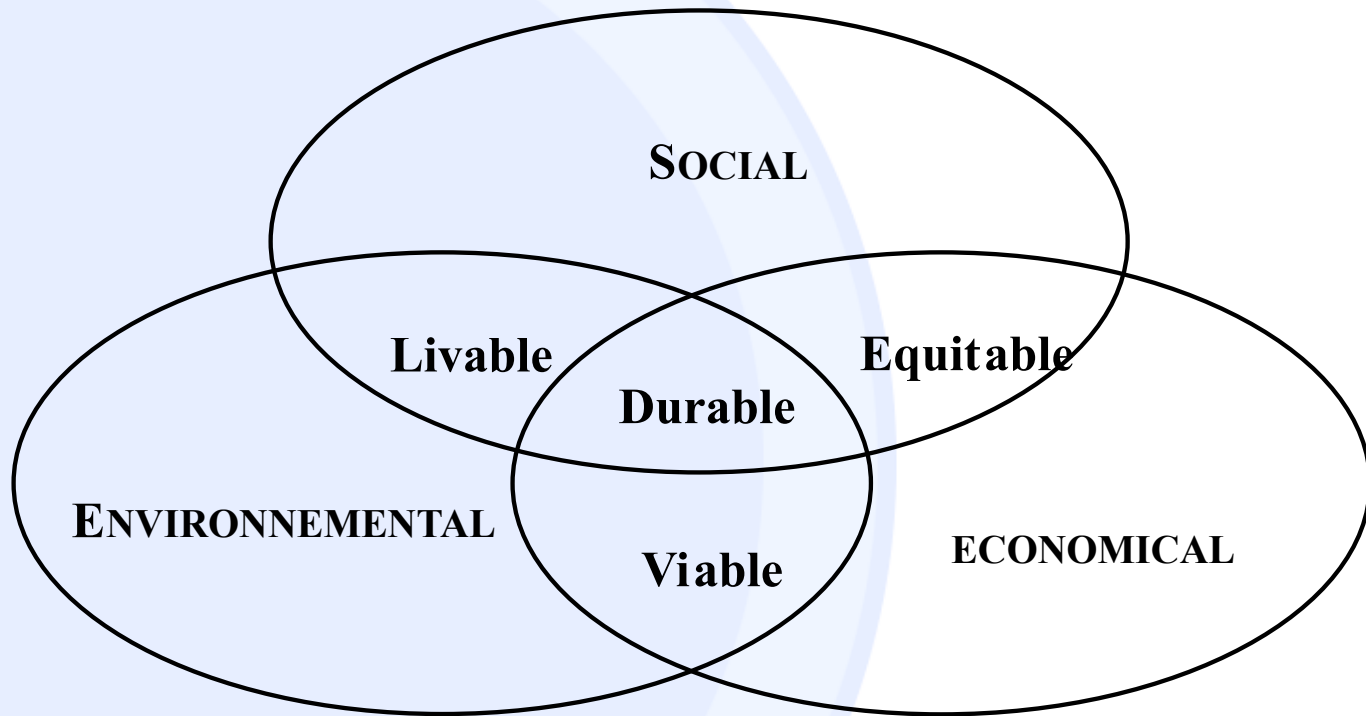 SOCIAL
Livable
Equitable
Durable
ENVIRONNEMENTAL
ECONOMICAL
Viable